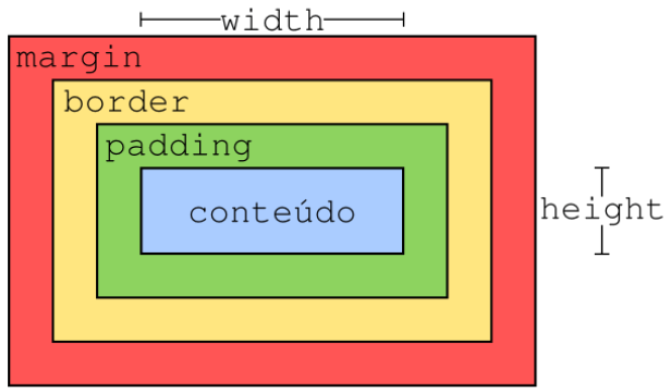 width
margin
border
padding
conteúdo
height